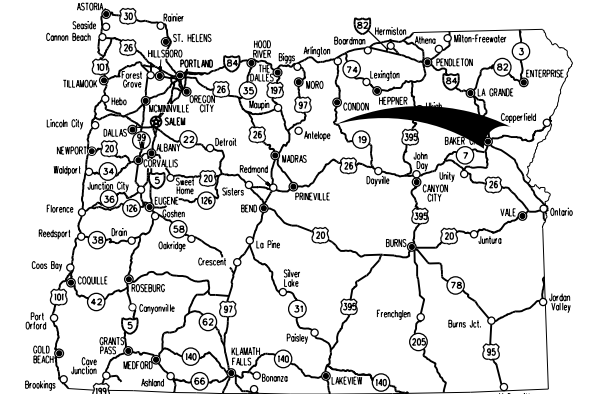 ASTORIA
30
Rainier
82
Seaside
Cannon Beach
ST. HELENS
26
HILLSBORO
101
HOOD
RIVER
Boardman
Hermiston
Athena
Milton-Freewater
3
PORTLAND
84
Biggs
Arlington
THE
DALLES
PENDLETON
82
TILLAMOOK
Forest
Grove
74
Lexington
ENTERPRISE
MORO
84
26
35
197
OREGON
CITY
Hebo
Maupin
97
CONDON
HEPPNER
LA GRANDE
MCMINNVILLE
SALEM
Copperfield
Lincoln City
DALLAS
99
22
Detroit
26
Antelope
19
395
BAKER
NEWPORT
20
ALBANY
CORVALLIS
MADRAS
26
John
Day
7
Waldport
34
5
Sweet
Home
20
Redmond
Sisters
PRINEVILLE
Dayville
Unity
26
Junction City
36
126
126
CANYON
CITY
EUGENE
Goshen
BEND
395
VALE
Ontario
Florence
Reedsport
38
Drain
58
Oakridge
La Pine
20
BURNS
20
Juntura
Crescent
Coos Bay
COQUILLE
Silver
Lake
78
101
42
ROSEBURG
97
31
395
Jordan
Valley
Port
Orford
Canyonville
5
62
Frenchglen
Burns Jct.
Paisley
205
95
GOLD
BEACH
GRANTS
PASS
Cave
Junction
MEDFORD
140
KLAMATH
FALLS
140
Brookings
199
Ashland
66
Bonanza
LAKEVIEW
140